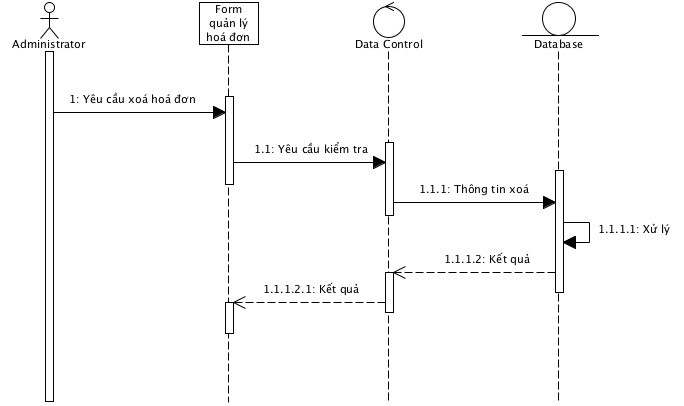 Form
quản lý
hoá đơn
Administrator
Data Control
Database
1: Yêu cầu xoá hoá đơn
1.1: Yêu cầu kiểm tra
1.1.1: Thông tin xoá
1.1.1.1: Xử lý
1.1.1.2: Kết quả
1.1.1.2.1: Kết quả